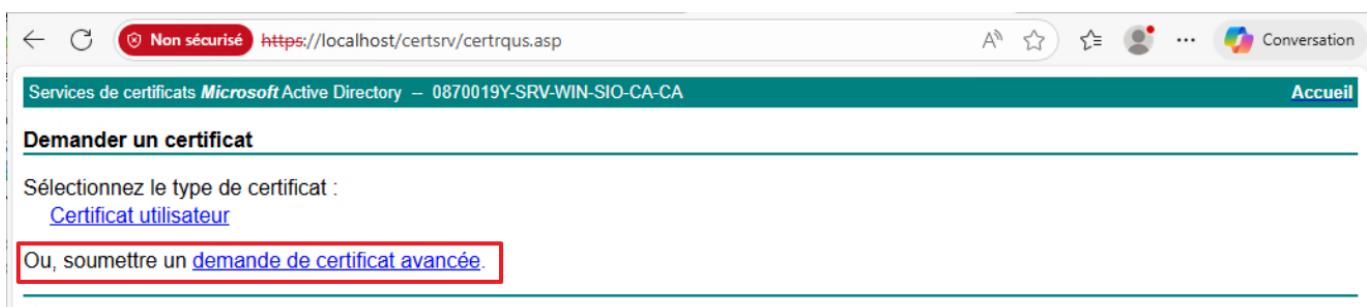 Non sécurisé https://localhost/certsrv/certrqus.asp Conversation
Services de certificats Microsoft Active Directory -- 0870019Y-SRV-WIN-SIO-CA-CA Accueil
Demander un certificat
Sélectionnez le type de certificat :
Certificat utilisateur
Ou, soumettre un demande de certificat avancée.